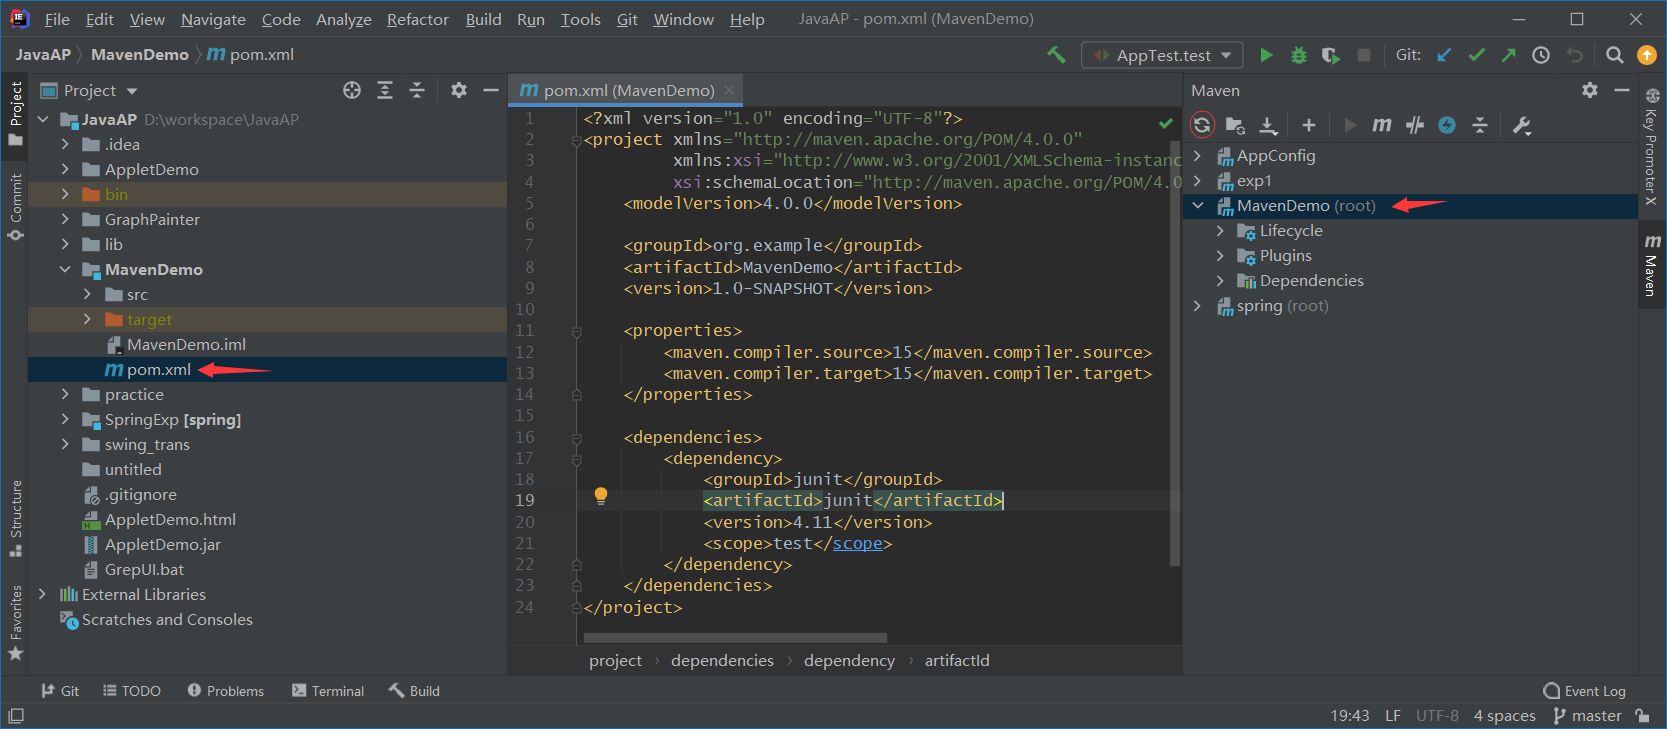 File Edit View Navigate Code Analyze Refactor Build Run Tools Git Window Help JavaAP - pom.xml (MavenDemo)
JavaAP MavenDemo m pom.xml AppTest.test Git:
Project
Commit
Structure
Favorites
Project
JavaAP D:\workspace\JavaAP
.idea
AppletDemo
bin
GraphPainter
lib
MavenDemo
src
target
MavenDemo.iml
m pom.xml
practice
SpringExp [spring]
swing_trans
untitled
.gitignore
AppletDemo.html
AppletDemo.jar
GrepUI.bat
External Libraries
Scratches and Consoles
m pom.xml (MavenDemo)
1 <?xml version="1.0" encoding="UTF-8"?>
2 <project xmlns="http://maven.apache.org/POM/4.0.0"
3 xmlns:xsi="http://www.w3.org/2001/XMLSchema-instanc
4 xsi:schemaLocation="http://maven.apache.org/POM/4.0
5 <modelVersion>4.0.0</modelVersion>
6
7 <groupId>org.example</groupId>
8 <artifactId>MavenDemo</artifactId>
9 <version>1.0-SNAPSHOT</version>
10
11 <properties>
12 <maven.compiler.source>15</maven.compiler.source>
13 <maven.compiler.target>15</maven.compiler.target>
14 </properties>
15
16 <dependencies>
17 <dependency>
18 <groupId>junit</groupId>
19 <artifactId>junit</artifactId>
20 <version>4.11</version>
21 <scope>test</scope>
22 </dependency>
23 </dependencies>
24 </project>
project › dependencies › dependency › artifactId
Maven
m
AppConfig
exp1
MavenDemo (root)
Lifecycle
Plugins
Dependencies
spring (root)
Key Promoter X
m Maven
Git TODO Problems Terminal Build Event Log
19:43 LF UTF-8 4 spaces master